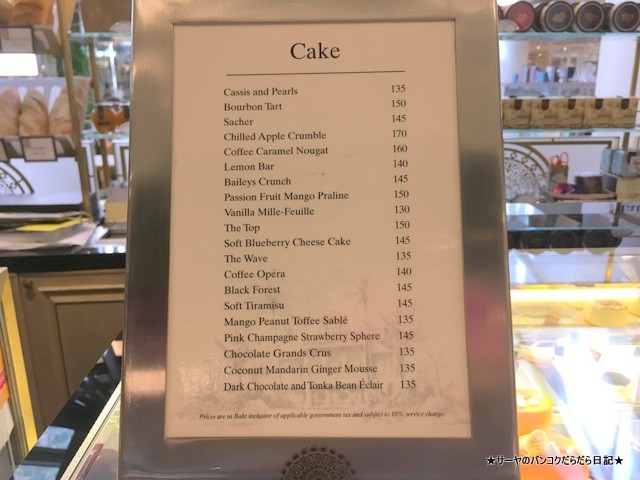 Cake
Cassis and Pearls 135
Bourbon Tart 150
Sacher 145
Chilled Apple Crumble 170
Coffee Caramel Nougat 160
Lemon Bar 140
Baileys Crunch 145
Passion Fruit Mango Praline 150
Vanilla Mille-Feuille 130
The Top 150
Soft Blueberry Cheese Cake 145
The Wave 135
Coffee Opéra 140
Black Forest 145
Soft Tiramisu 145
Mango Peanut Toffee Sablé 135
Pink Champagne Strawberry Sphere 145
Chocolate Grands Crus 135
Coconut Mandarin Ginger Mousse 135
Dark Chocolate and Tonka Bean Éclair 135
Prices are in Baht inclusive of applicable government tax and subject to 10% service charge.
★サーヤのバンコクだらだら日記★